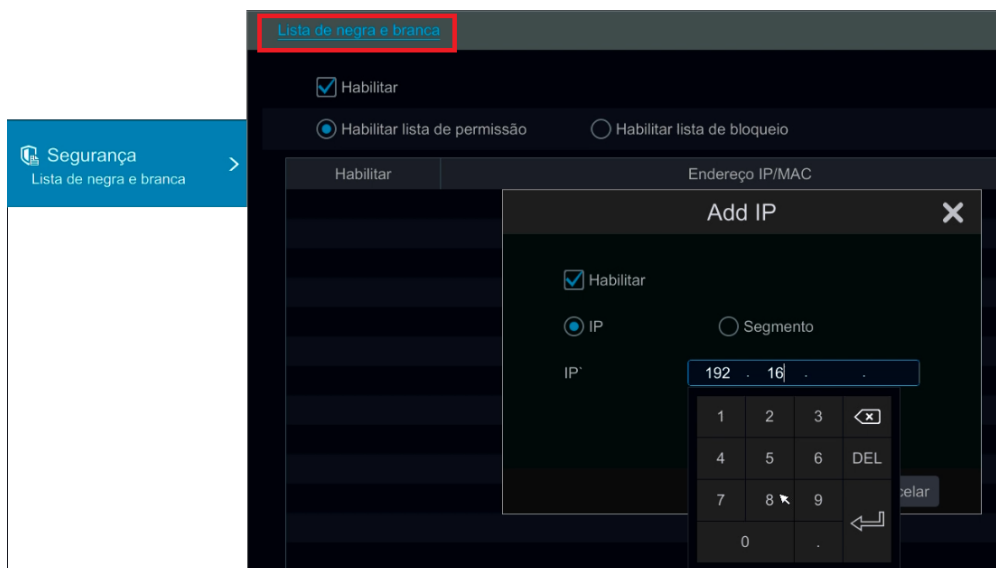 Lista de negra e branca
Habilitar
Habilitar lista de permissão Habilitar lista de bloqueio
Segurança
Lista de negra e branca
Habilitar Endereço IP/MAC
Add IP
Habilitar
IP Segmento
IP` 192 . 16 . .
1 2 3
4 5 6 DEL
7 8 9
celar
0 .